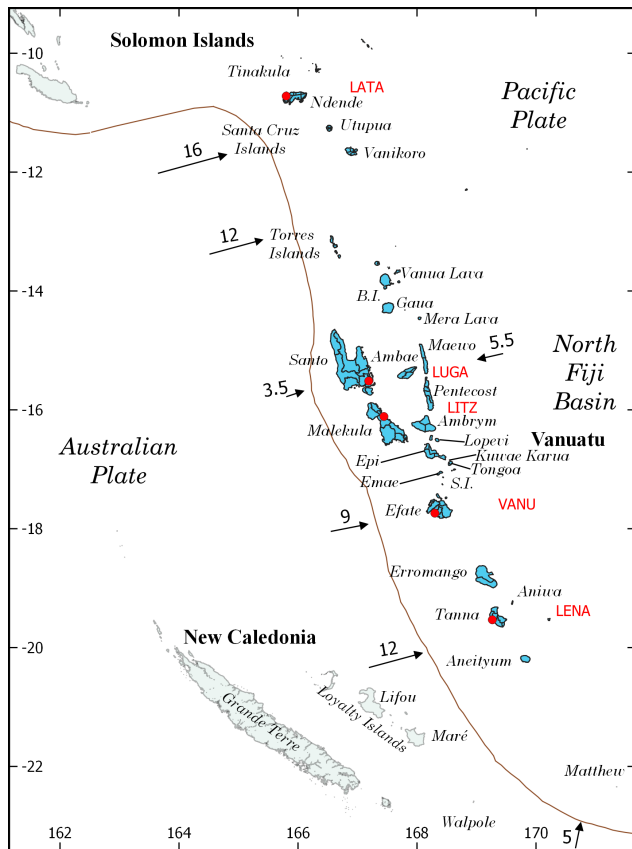 Solomon Islands
-10
Tinakula
LATA
Ndende
Pacific
Plate
Santa Cruz
Islands
Utupua
16
Vanikoro
-12
12
Torres
Islands
Vanua Lava
-14
B.I.
Gaua
Mera Lava
Maewo
5.5
North
Fiji
Basin
Santo
Ambae
LUGA
3.5
Pentecost
LITZ
-16
Malekula
Ambrym
Lopevi
Vanuatu
Australian
Plate
Epi
Kuwae Karua
Tongoa
Emae
S.I.
9
Efate
VANU
-18
Erromango
Aniwa
Tanna
LENA
New Caledonia
12
-20
Aneityum
Loyalty Islands
Lifou
Grande Terre
Maré
-22
Matthew
Walpole
5
162
164
166
168
170